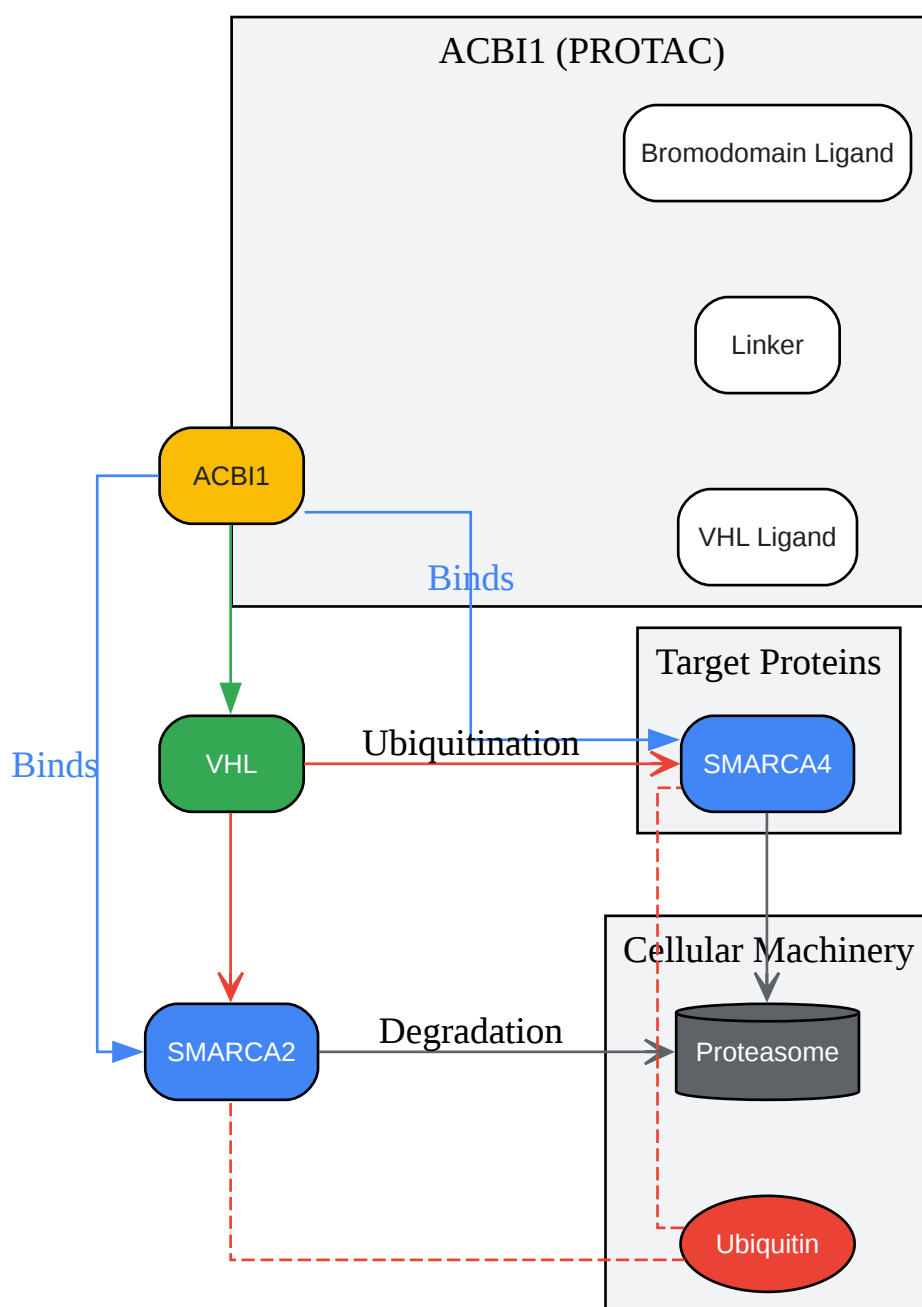 ACBI1 (PROTAC)
Bromodomain Ligand
Linker
ACBI1
VHL Ligand
Binds
Target Proteins
Ubiquitination
Binds
VHL
SMARCA4
Cellular Machinery
Degradation
SMARCA2
Proteasome
Ubiquitin